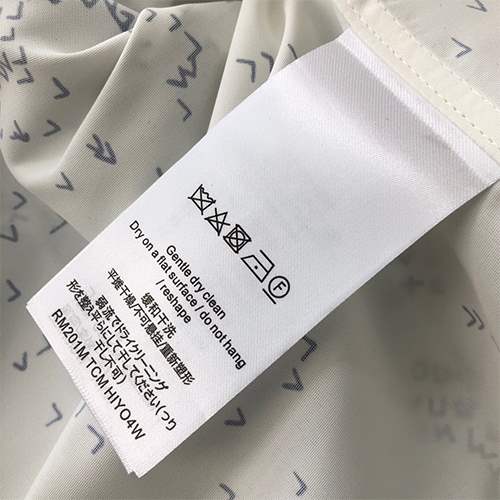 Gentle dry clean
Dry on a flat surface / do not hang
/ reshape
缓和干洗
平摊干燥/不可悬挂/重新塑形
弱流でドライクリーニング
形を整え平らにして干してください(つり
干し不可)
RM201M TCM HIYO4W